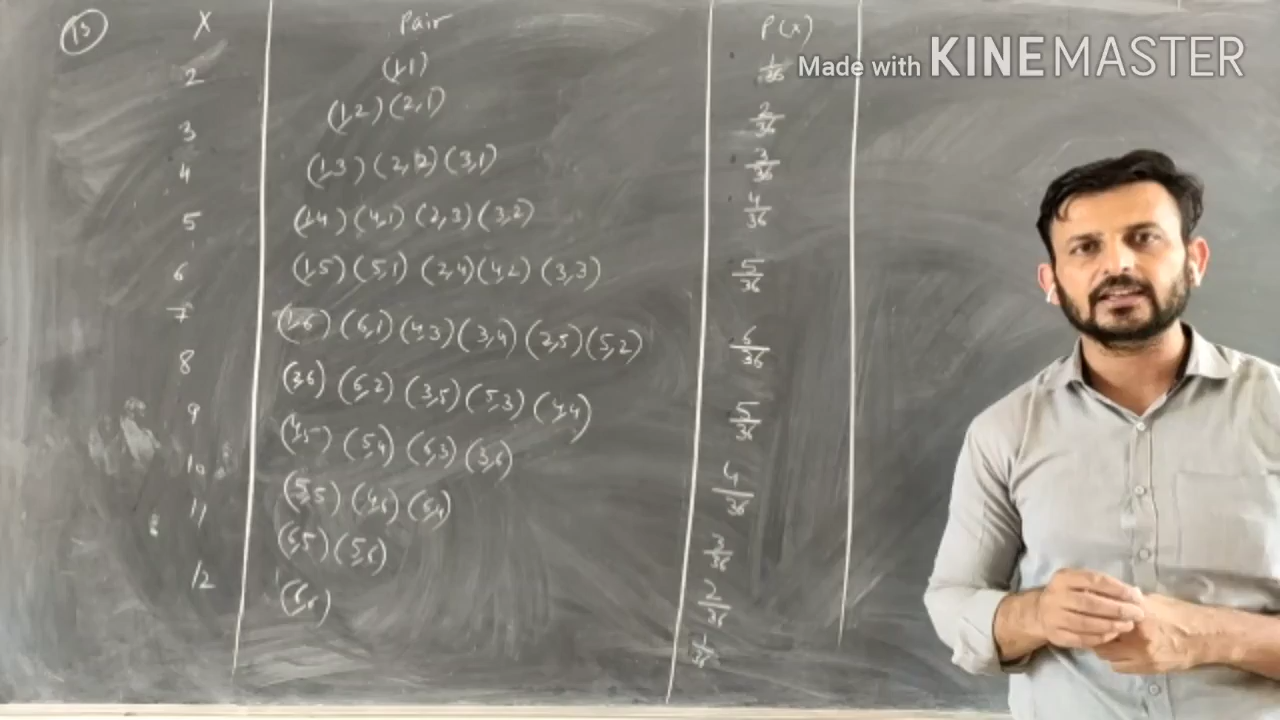 13 X Pair P(X)
Made with KINEMASTER
2 (1,1) 1/36
3 (1,2) (2,1) 2/36
4 (1,3) (2,2) (3,1) 3/36
5 (1,4) (4,1) (2,3) (3,2) 4/36
6 (1,5) (5,1) (2,4) (4,2) (3,3) 5/36
7 (1,6) (6,1) (4,3) (3,4) (2,5) (5,2) 6/36
8 (2,6) (6,2) (3,5) (5,3) (4,4) 5/36
9 (4,5) (5,4) (6,3) (3,6) 4/36
10 (5,5) (4,6) (6,4) 3/36
11 (6,5) (5,6) 2/36
12 (6,6) 1/36